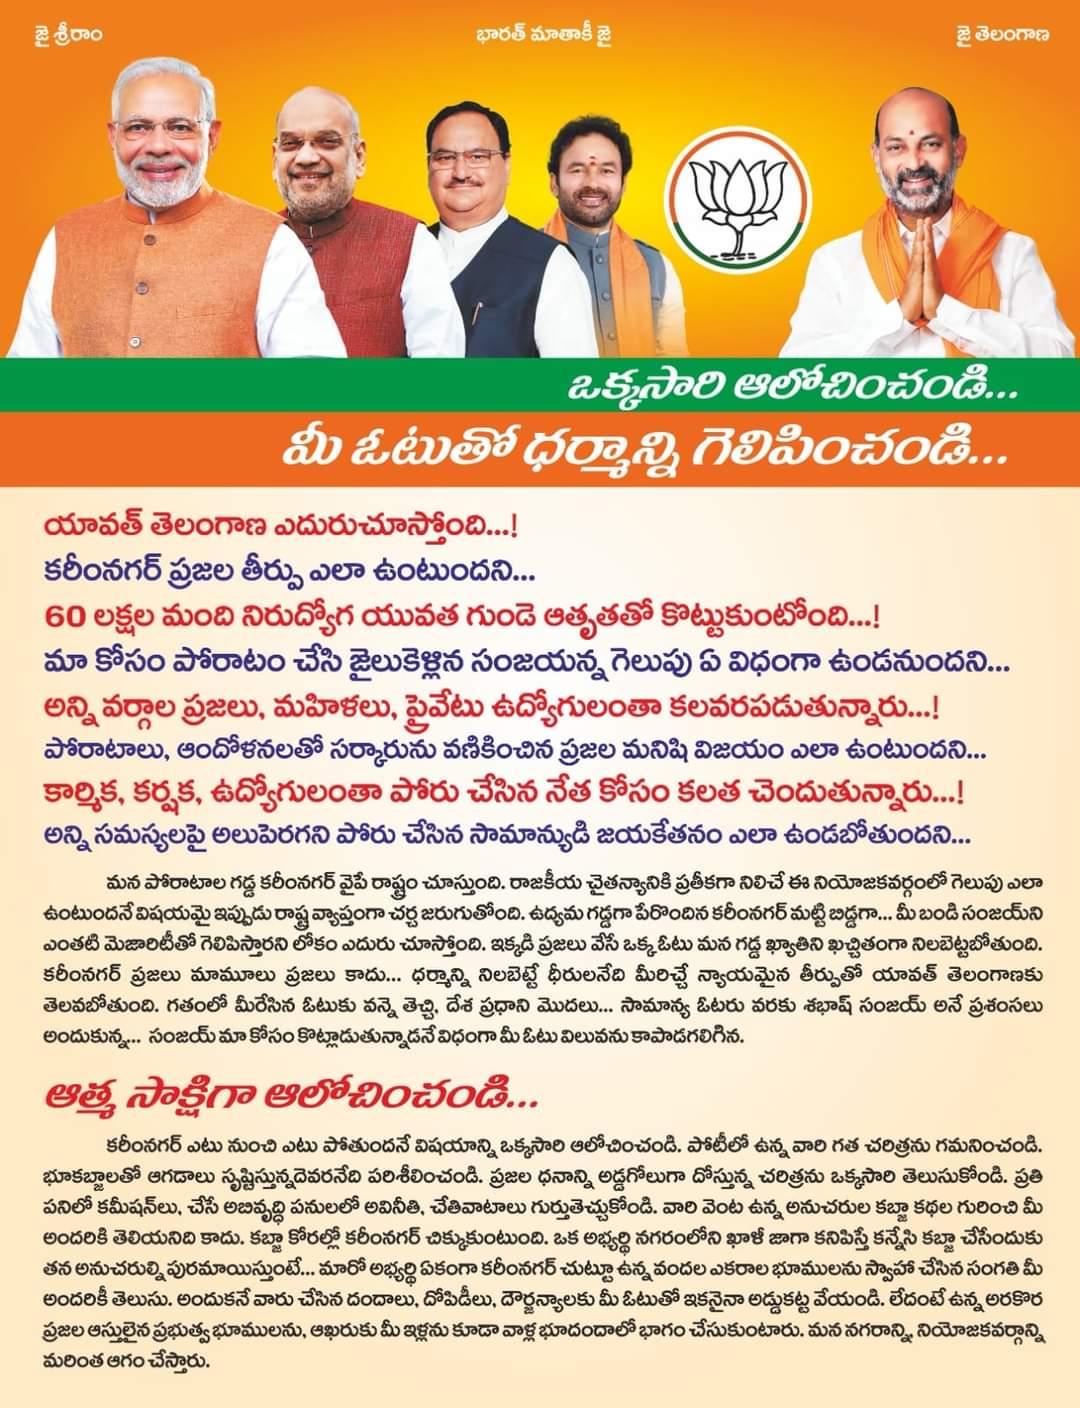 జై శ్రీరాం
భారత్ మాతాకీ జై
జై తెలంగాణ
ఒక్కసారి ఆలోచించండి...
మీ ఓటుతో ధర్మాన్ని గెలిపించండి...
యావత్ తెలంగాణ ఎదురుచూస్తోంది...!
కరీంనగర్ ప్రజల తీర్పు ఎలా ఉంటుందని...
60 లక్షల మంది నిరుద్యోగ యువత గుండె ఆతృతతో కొట్టుకుంటోంది...!
మా కోసం పోరాటం చేసి జైలుకెళ్లిన సంజయన్న గెలుపు ఏ విధంగా ఉండనుందని...
అన్ని వర్గాల ప్రజలు, మహిళలు, ప్రైవేటు ఉద్యోగులంతా కలవరపడుతున్నారు...!
పోరాటాలు, ఆందోళనలతో సర్కారును వణికించిన ప్రజల మనిషి విజయం ఎలా ఉంటుందని...
కార్మిక, కర్షక, ఉద్యోగులంతా పోరు చేసిన నేత కోసం కలత చెందుతున్నారు...!
అన్ని సమస్యలపై అలుపెరగని పోరు చేసిన సామాన్యుడి జయకేతనం ఎలా ఉండబోతుందని...
మన పోరాటాల గడ్డ కరీంనగర్ వైపే రాష్ట్రం చూస్తుంది. రాజకీయ చైతన్యానికి ప్రతీకగా నిలిచే ఈ నియోజకవర్గంలో గెలుపు ఎలా
ఉంటుందనే విషయమై ఇప్పుడు రాష్ట్ర వ్యాప్తంగా చర్చ జరుగుతోంది. ఉద్యమ గడ్డగా పేరొందిన కరీంనగర్ మట్టి బిడ్డగా... మీ బండి సంజయ్‌ని
ఎంతటి మెజారిటీతో గెలిపిస్తారని లోకం ఎదురు చూస్తోంది. ఇక్కడి ప్రజలు వేసే ఒక్క ఓటు మన గడ్డ ఖ్యాతిని ఖచ్చితంగా నిలబెట్టబోతుంది.
కరీంనగర్ ప్రజలు మామూలు ప్రజలు కాదు... ధర్మాన్ని నిలబెట్టే ధీరులనేది మీరిచ్చే న్యాయమైన తీర్పుతో యావత్ తెలంగాణకు
తెలవబోతుంది. గతంలో మీరేసిన ఓటుకు వన్నె తెచ్చి, దేశ ప్రధాని మొదలు... సామాన్య ఓటరు వరకు శభాష్ సంజయ్ అనే ప్రశంసలు
అందుకున్న... సంజయ్ మా కోసం కొట్లాడుతున్నాడనే విధంగా మీ ఓటు విలువను కాపాడగలిగిన.
ఆత్మ సాక్షిగా ఆలోచించండి...
కరీంనగర్ ఎటు నుంచి ఎటు పోతుందనే విషయాన్ని ఒక్కసారి ఆలోచించండి. పోటీలో ఉన్న వారి గత చరిత్రను గమనించండి.
భూకబ్జాలతో ఆగడాలు సృష్టిస్తున్నదెవరనేది పరిశీలించండి. ప్రజల ధనాన్ని అడ్డగోలుగా దోస్తున్న చరిత్రను ఒక్కసారి తెలుసుకోండి. ప్రతి
పనిలో కమీషన్‌లు, చేసే అభివృద్ధి పనులలో అవినీతి, చేతివాటాలు గుర్తుతెచ్చుకోండి. వారి వెంట ఉన్న అనుచరుల కబ్జా కథల గురించి మీ
అందరికి తెలియనిది కాదు. కబ్జా కోరల్లో కరీంనగర్ చిక్కుకుంటుంది. ఒక అభ్యర్థి నగరంలోని ఖాళీ జాగా కనిపిస్తే కన్నేసి కబ్జా చేసేందుకు
తన అనుచరుల్ని పురమాయిస్తుంటే... మారో అభ్యర్థి ఏకంగా కరీంనగర్ చుట్టూ ఉన్న వందల ఎకరాల భూములను స్వాహా చేసిన సంగతి మీ
అందరికీ తెలుసు. అందుకనే వారు చేసిన దందాలు, దోపిడీలు, దౌర్జన్యాలకు మీ ఓటుతో ఇకనైనా అడ్డుకట్ట వేయండి. లేదంటే ఉన్న అరకొర
ప్రజల ఆస్తులైన ప్రభుత్వ భూములను, ఆఖరుకు మీ ఇళ్లను కూడా వాళ్ల భూదందాలో భాగం చేసుకుంటారు. మన నగరాన్ని, నియోజకవర్గాన్ని
మరింత ఆగం చేస్తారు.